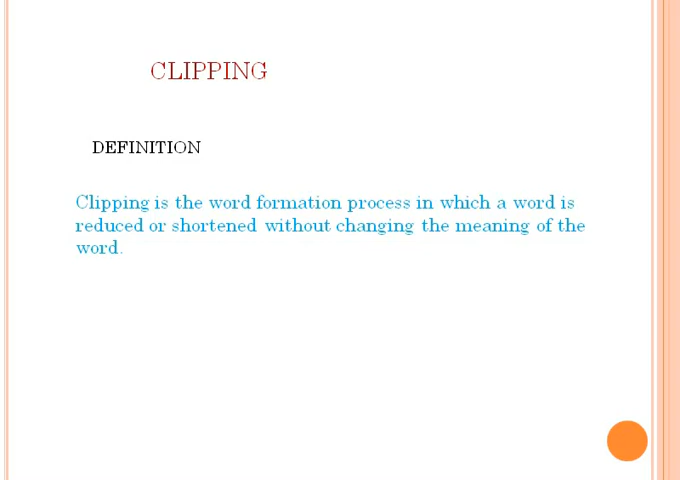 CLIPPING
DEFINITION
Clipping is the word formation process in which a word is
reduced or shortened without changing the meaning of the
word.